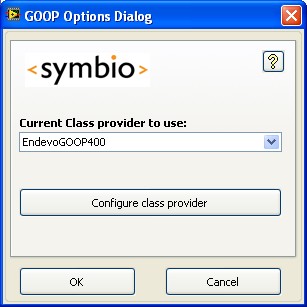 GOOP Options Dialog
<symbio>
?
Current Class provider to use:
EndevoGOOP400
Configure class provider
OK
Cancel